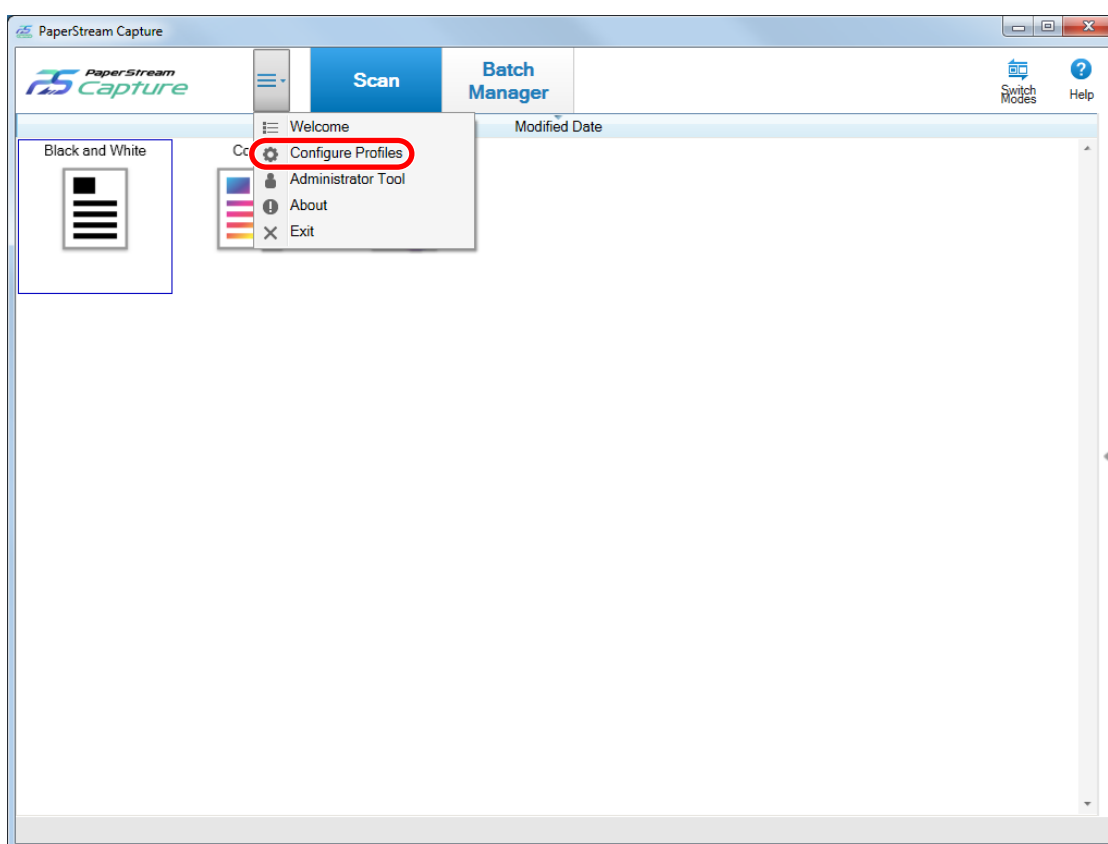 PaperStream Capture
PaperStream
Capture
Scan
Batch
Manager
Switch
Modes
Help
Modified Date
Welcome
Configure Profiles
Administrator Tool
About
Exit
Black and White